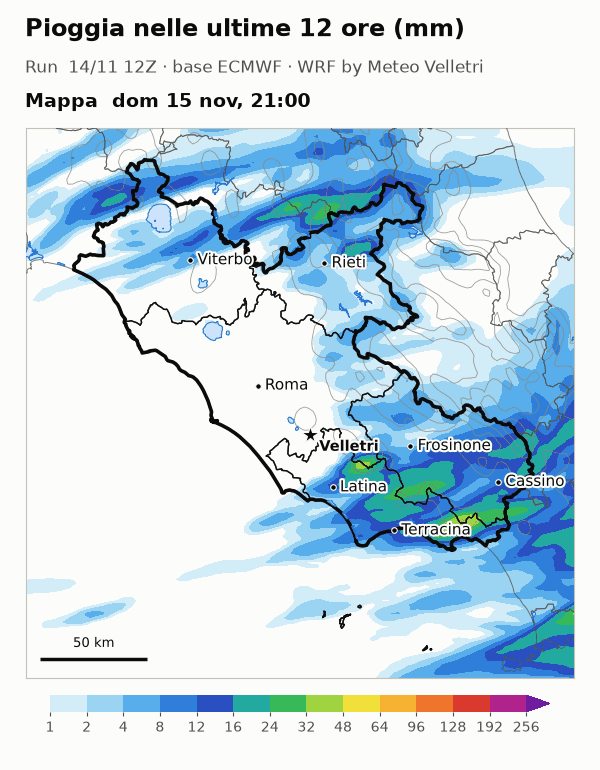 Pioggia nelle ultime 12 ore (mm)
Run  14/11 12Z · base ECMWF · WRF by Meteo Velletri
Mappa  dom 15 nov, 21:00
Viterbo
Rieti
Roma
Velletri
Frosinone
Latina
Cassino
Terracina
50 km
1 2 4 8 12 16 24 32 48 64 96 128 192 256